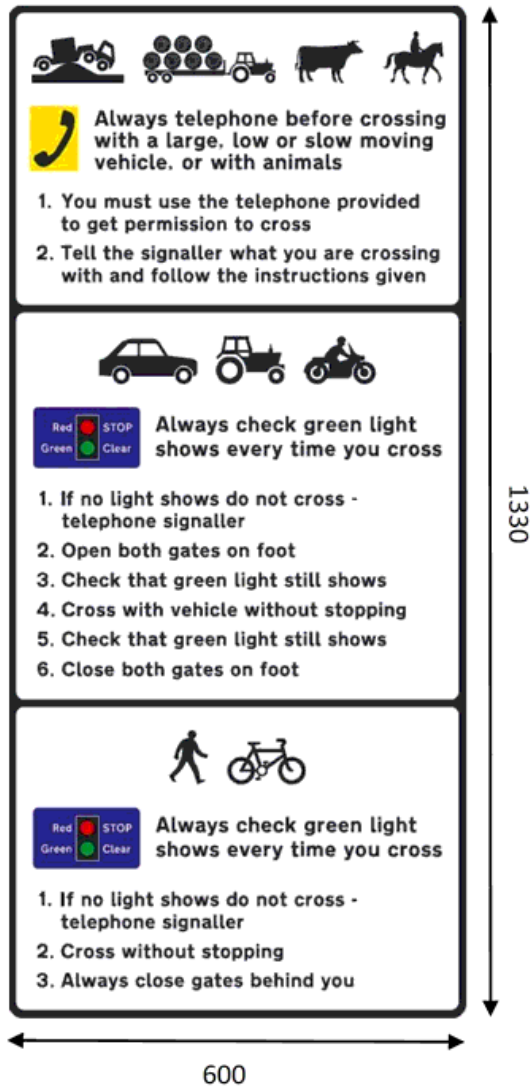 Always telephone before crossing
with a large, low or slow moving
vehicle, or with animals
1. You must use the telephone provided
to get permission to cross
2. Tell the signaller what you are crossing
with and follow the instructions given
Red STOP
Green Clear
Always check green light
shows every time you cross
1. If no light shows do not cross -
telephone signaller
2. Open both gates on foot
3. Check that green light still shows
4. Cross with vehicle without stopping
5. Check that green light still shows
6. Close both gates on foot
Red STOP
Green Clear
Always check green light
shows every time you cross
1. If no light shows do not cross -
telephone signaller
2. Cross without stopping
3. Always close gates behind you
1330
600